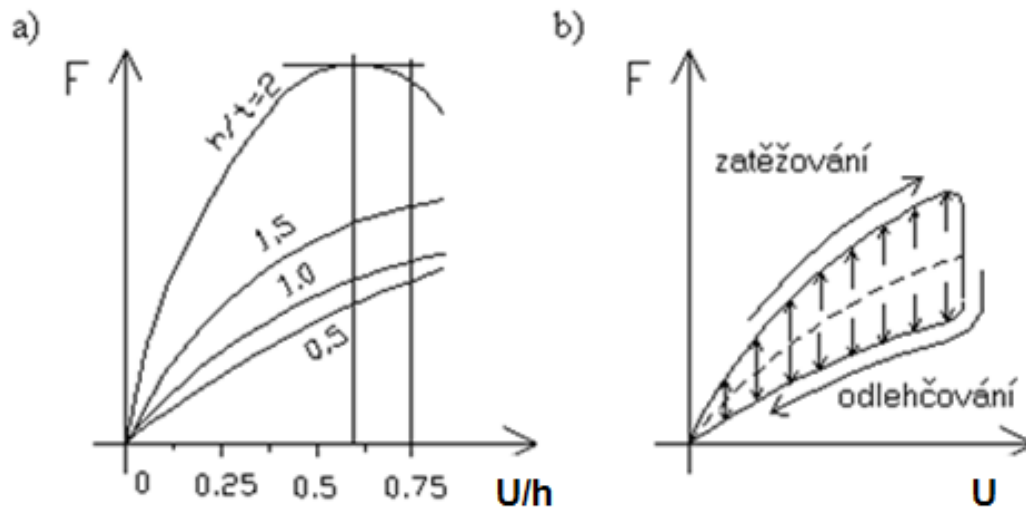 a)
F
h/t=2
1,5
1.0
0,5
0 0.25 0.5 0.75 U/h
b)
F
zatěžování
odlehčování
U